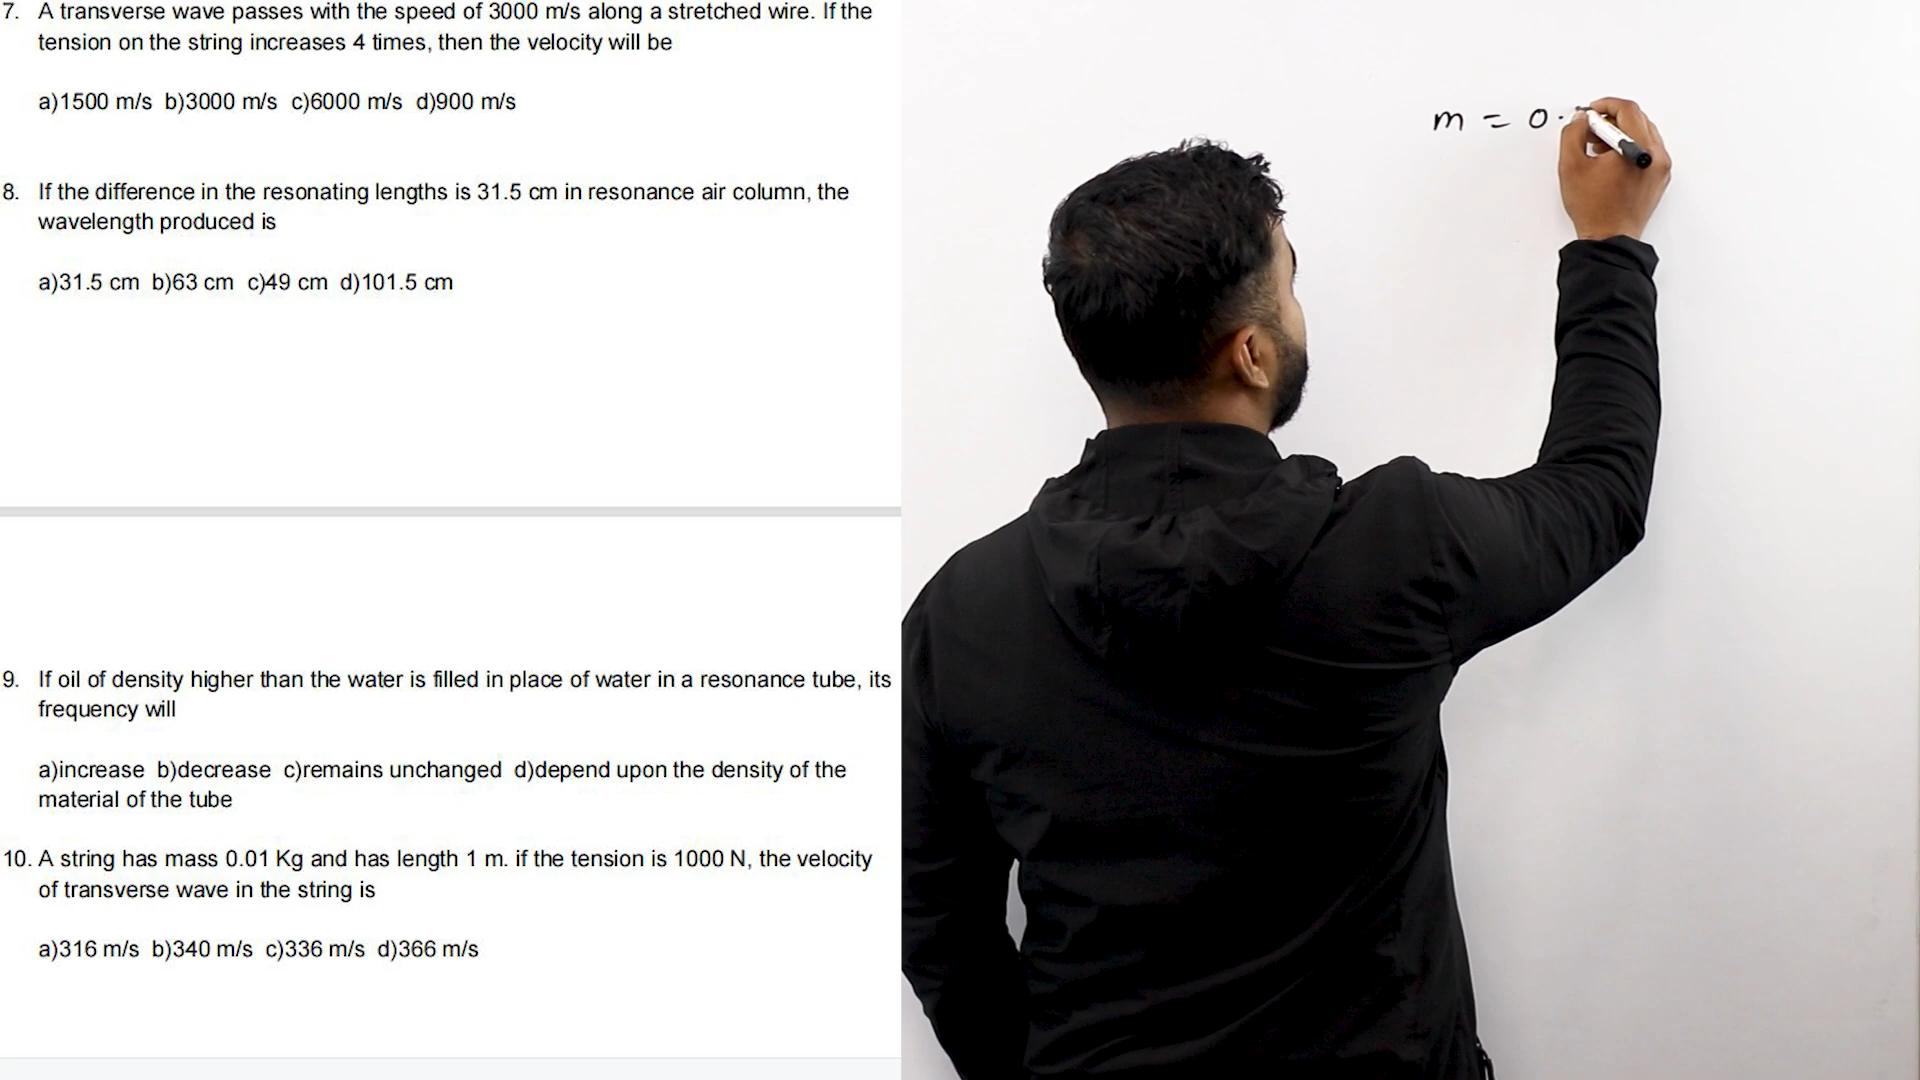 7. A transverse wave passes with the speed of 3000 m/s along a stretched wire. If the
tension on the string increases 4 times, then the velocity will be
a)1500 m/s b)3000 m/s c)6000 m/s d)900 m/s
8. If the difference in the resonating lengths is 31.5 cm in resonance air column, the
wavelength produced is
a)31.5 cm b)63 cm c)49 cm d)101.5 cm
9. If oil of density higher than the water is filled in place of water in a resonance tube, its
frequency will
a)increase b)decrease c)remains unchanged d)depend upon the density of the
material of the tube
10. A string has mass 0.01 Kg and has length 1 m. if the tension is 1000 N, the velocity
of transverse wave in the string is
a)316 m/s b)340 m/s c)336 m/s d)366 m/s
m = 0.